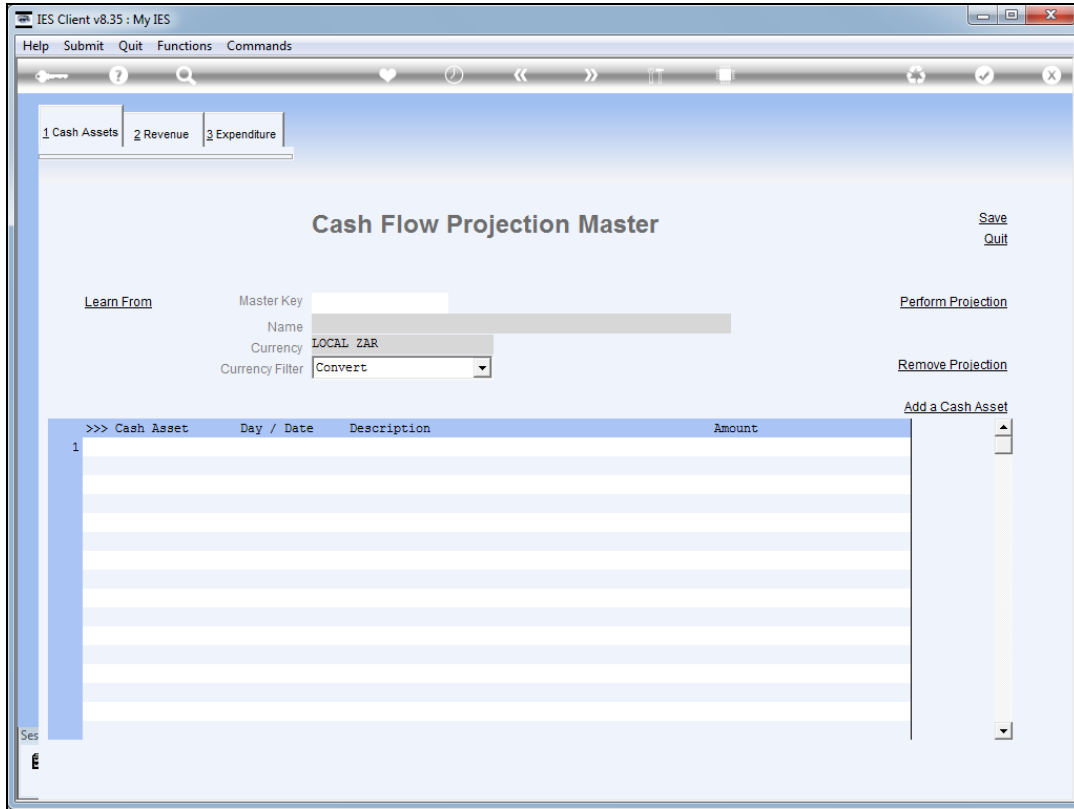 IES Client v8.35 : My IES
Help Submit Quit Functions Commands
1 Cash Assets 2 Revenue 3 Expenditure
Cash Flow Projection Master
Save
Quit
Learn From Master Key Perform Projection
Name
Currency LOCAL ZAR
Currency Filter Convert Remove Projection
Add a Cash Asset
>>> Cash Asset Day / Date Description Amount
1
Ses